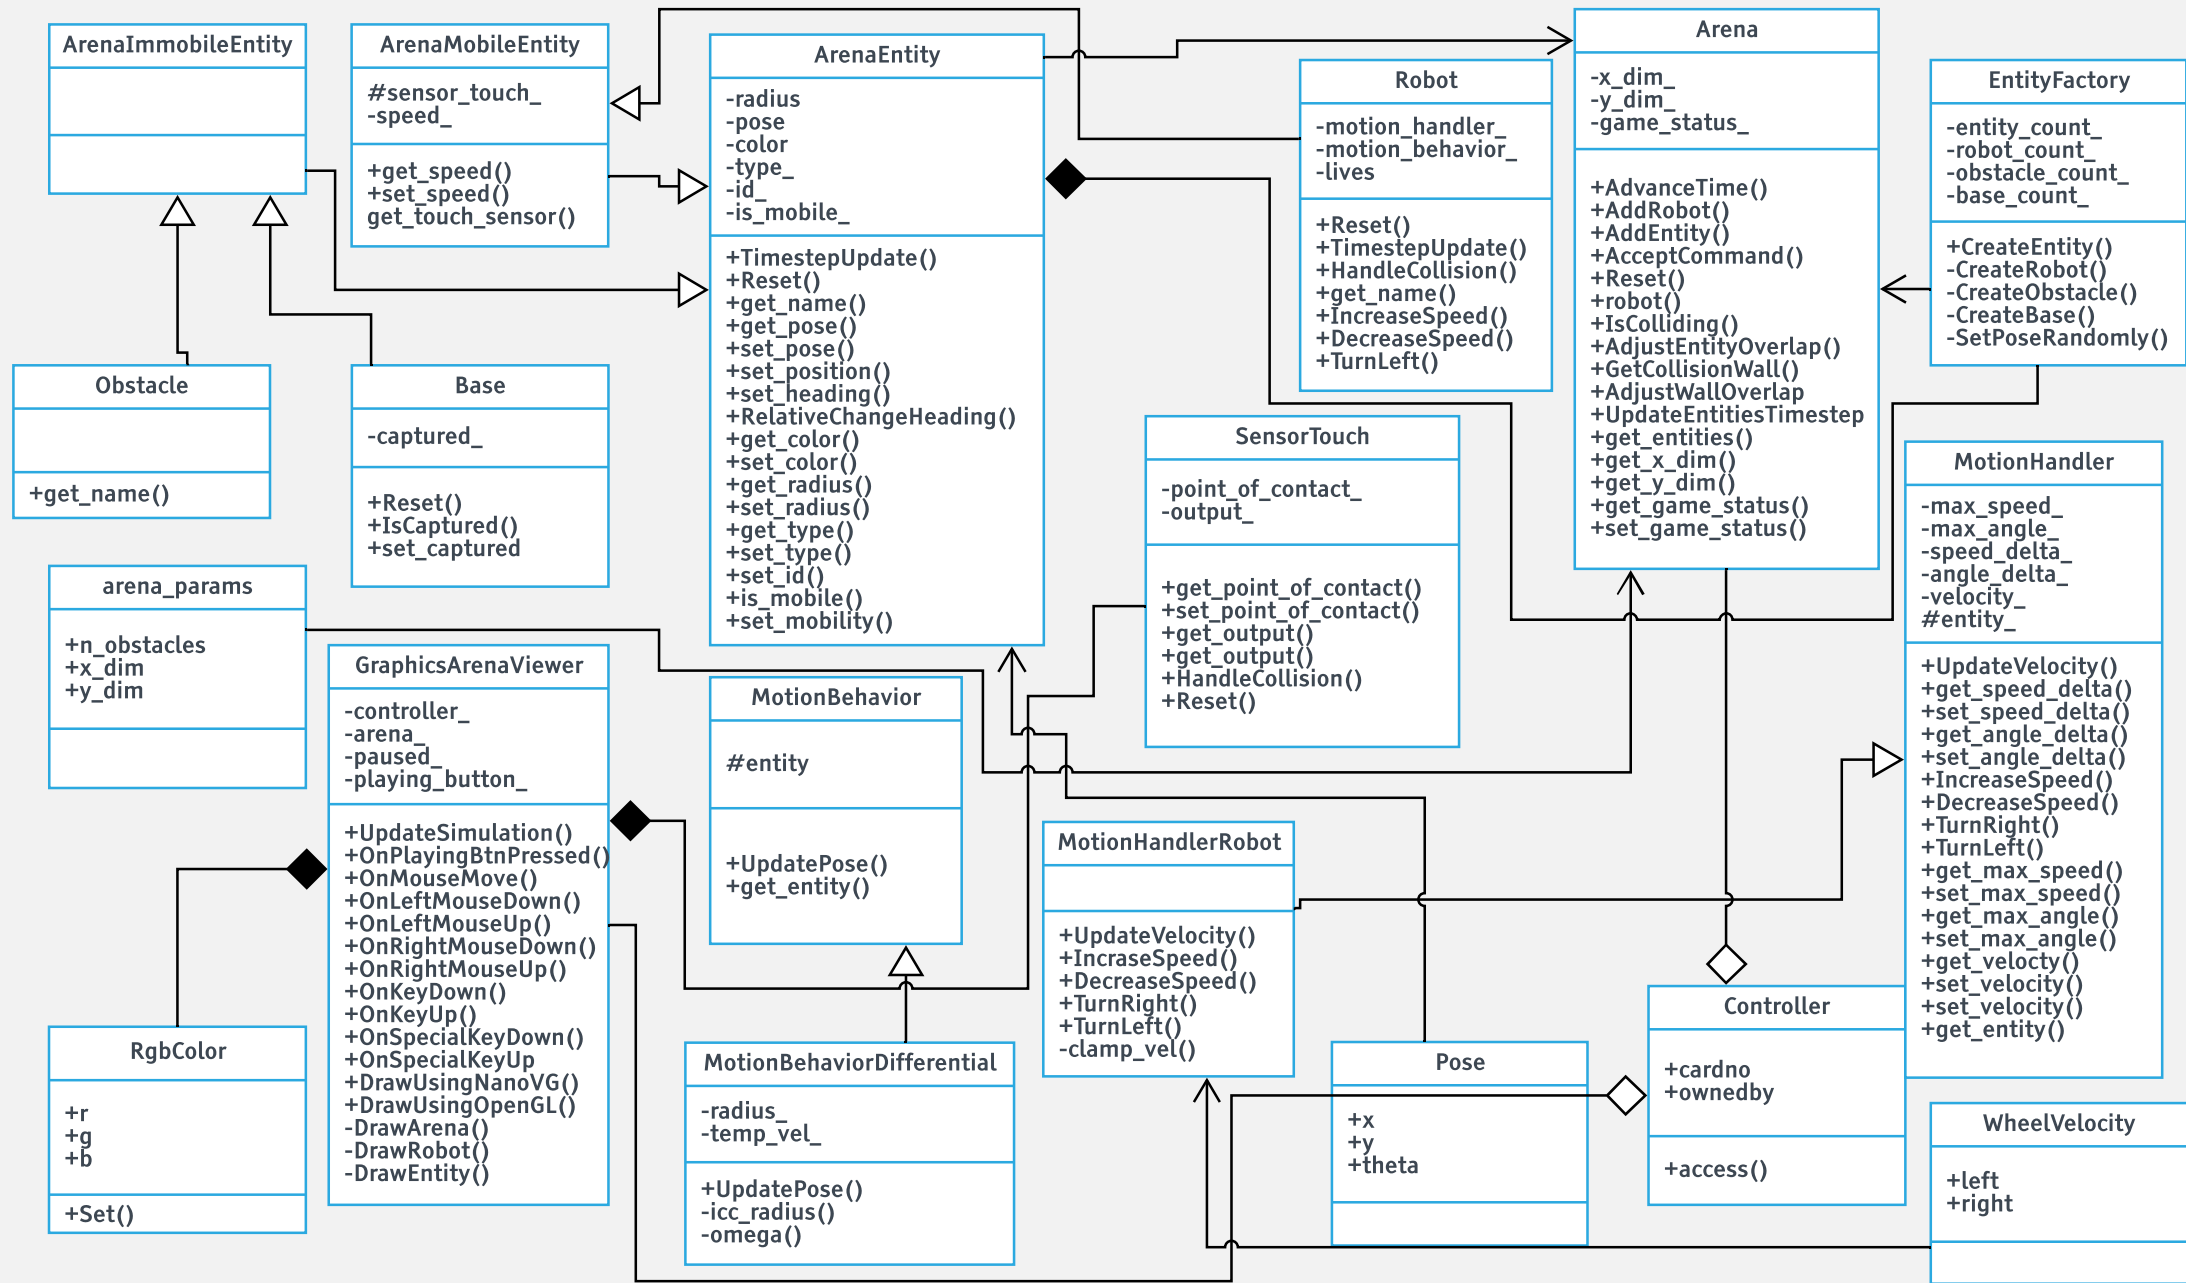 ArenaImmobileEntity
ArenaMobileEntity
#sensor_touch_
-speed_
+get_speed()
+set_speed()
get_touch_sensor()
ArenaEntity
-radius
-pose
-color
-type_
-id_
-is_mobile_
+TimestepUpdate()
+Reset()
+get_name()
+get_pose()
+set_pose()
+set_position()
+set_heading()
+RelativeChangeHeading()
+get_color()
+set_color()
+get_radius()
+set_radius()
+get_type()
+set_type()
+set_id()
+is_mobile()
+set_mobility()
Robot
-motion_handler_
-motion_behavior_
-lives
+Reset()
+TimestepUpdate()
+HandleCollision()
+get_name()
+IncreaseSpeed()
+DecreaseSpeed()
+TurnLeft()
Arena
-x_dim_
-y_dim_
-game_status_
+AdvanceTime()
+AddRobot()
+AddEntity()
+AcceptCommand()
+Reset()
+robot()
+IsColliding()
+AdjustEntityOverlap()
+GetCollisionWall()
+AdjustWallOverlap
+UpdateEntitiesTimestep
+get_entities()
+get_x_dim()
+get_y_dim()
+get_game_status()
+set_game_status()
EntityFactory
-entity_count_
-robot_count_
-obstacle_count_
-base_count_
+CreateEntity()
-CreateRobot()
-CreateObstacle()
-CreateBase()
-SetPoseRandomly()
Obstacle
+get_name()
Base
-captured_
+Reset()
+IsCaptured()
+set_captured
SensorTouch
-point_of_contact_
-output_
+get_point_of_contact()
+set_point_of_contact()
+get_output()
+get_output()
+HandleCollision()
+Reset()
MotionHandler
-max_speed_
-max_angle_
-speed_delta_
-angle_delta_
-velocity_
#entity_
+UpdateVelocity()
+get_speed_delta()
+set_speed_delta()
+get_angle_delta()
+set_angle_delta()
+IncreaseSpeed()
+DecreaseSpeed()
+TurnRight()
+TurnLeft()
+get_max_speed()
+set_max_speed()
+get_max_angle()
+set_max_angle()
+get_velocty()
+set_velocity()
+set_velocity()
+get_entity()
arena_params
+n_obstacles
+x_dim
+y_dim
GraphicsArenaViewer
-controller_
-arena_
-paused_
-playing_button_
+UpdateSimulation()
+OnPlayingBtnPressed()
+OnMouseMove()
+OnLeftMouseDown()
+OnLeftMouseUp()
+OnRightMouseDown()
+OnRightMouseUp()
+OnKeyDown()
+OnKeyUp()
+OnSpecialKeyDown()
+OnSpecialKeyUp
+DrawUsingNanoVG()
+DrawUsingOpenGL()
-DrawArena()
-DrawRobot()
-DrawEntity()
MotionBehavior
#entity
+UpdatePose()
+get_entity()
MotionHandlerRobot
+UpdateVelocity()
+IncraseSpeed()
+DecreaseSpeed()
+TurnRight()
+TurnLeft()
-clamp_vel()
RgbColor
+r
+g
+b
+Set()
MotionBehaviorDifferential
-radius_
-temp_vel_
+UpdatePose()
-icc_radius()
-omega()
Pose
+x
+y
+theta
Controller
+cardno
+ownedby
+access()
WheelVelocity
+left
+right